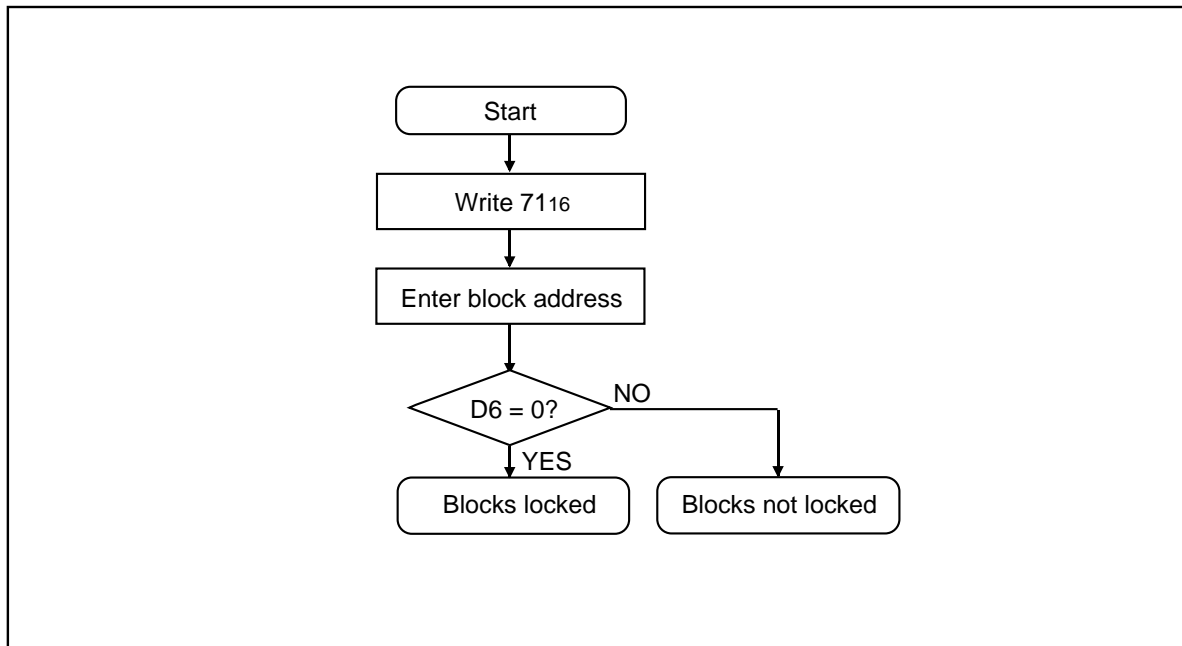 Start
Write 7116
Enter block address
D6 = 0?
NO
YES
Blocks locked
Blocks not locked